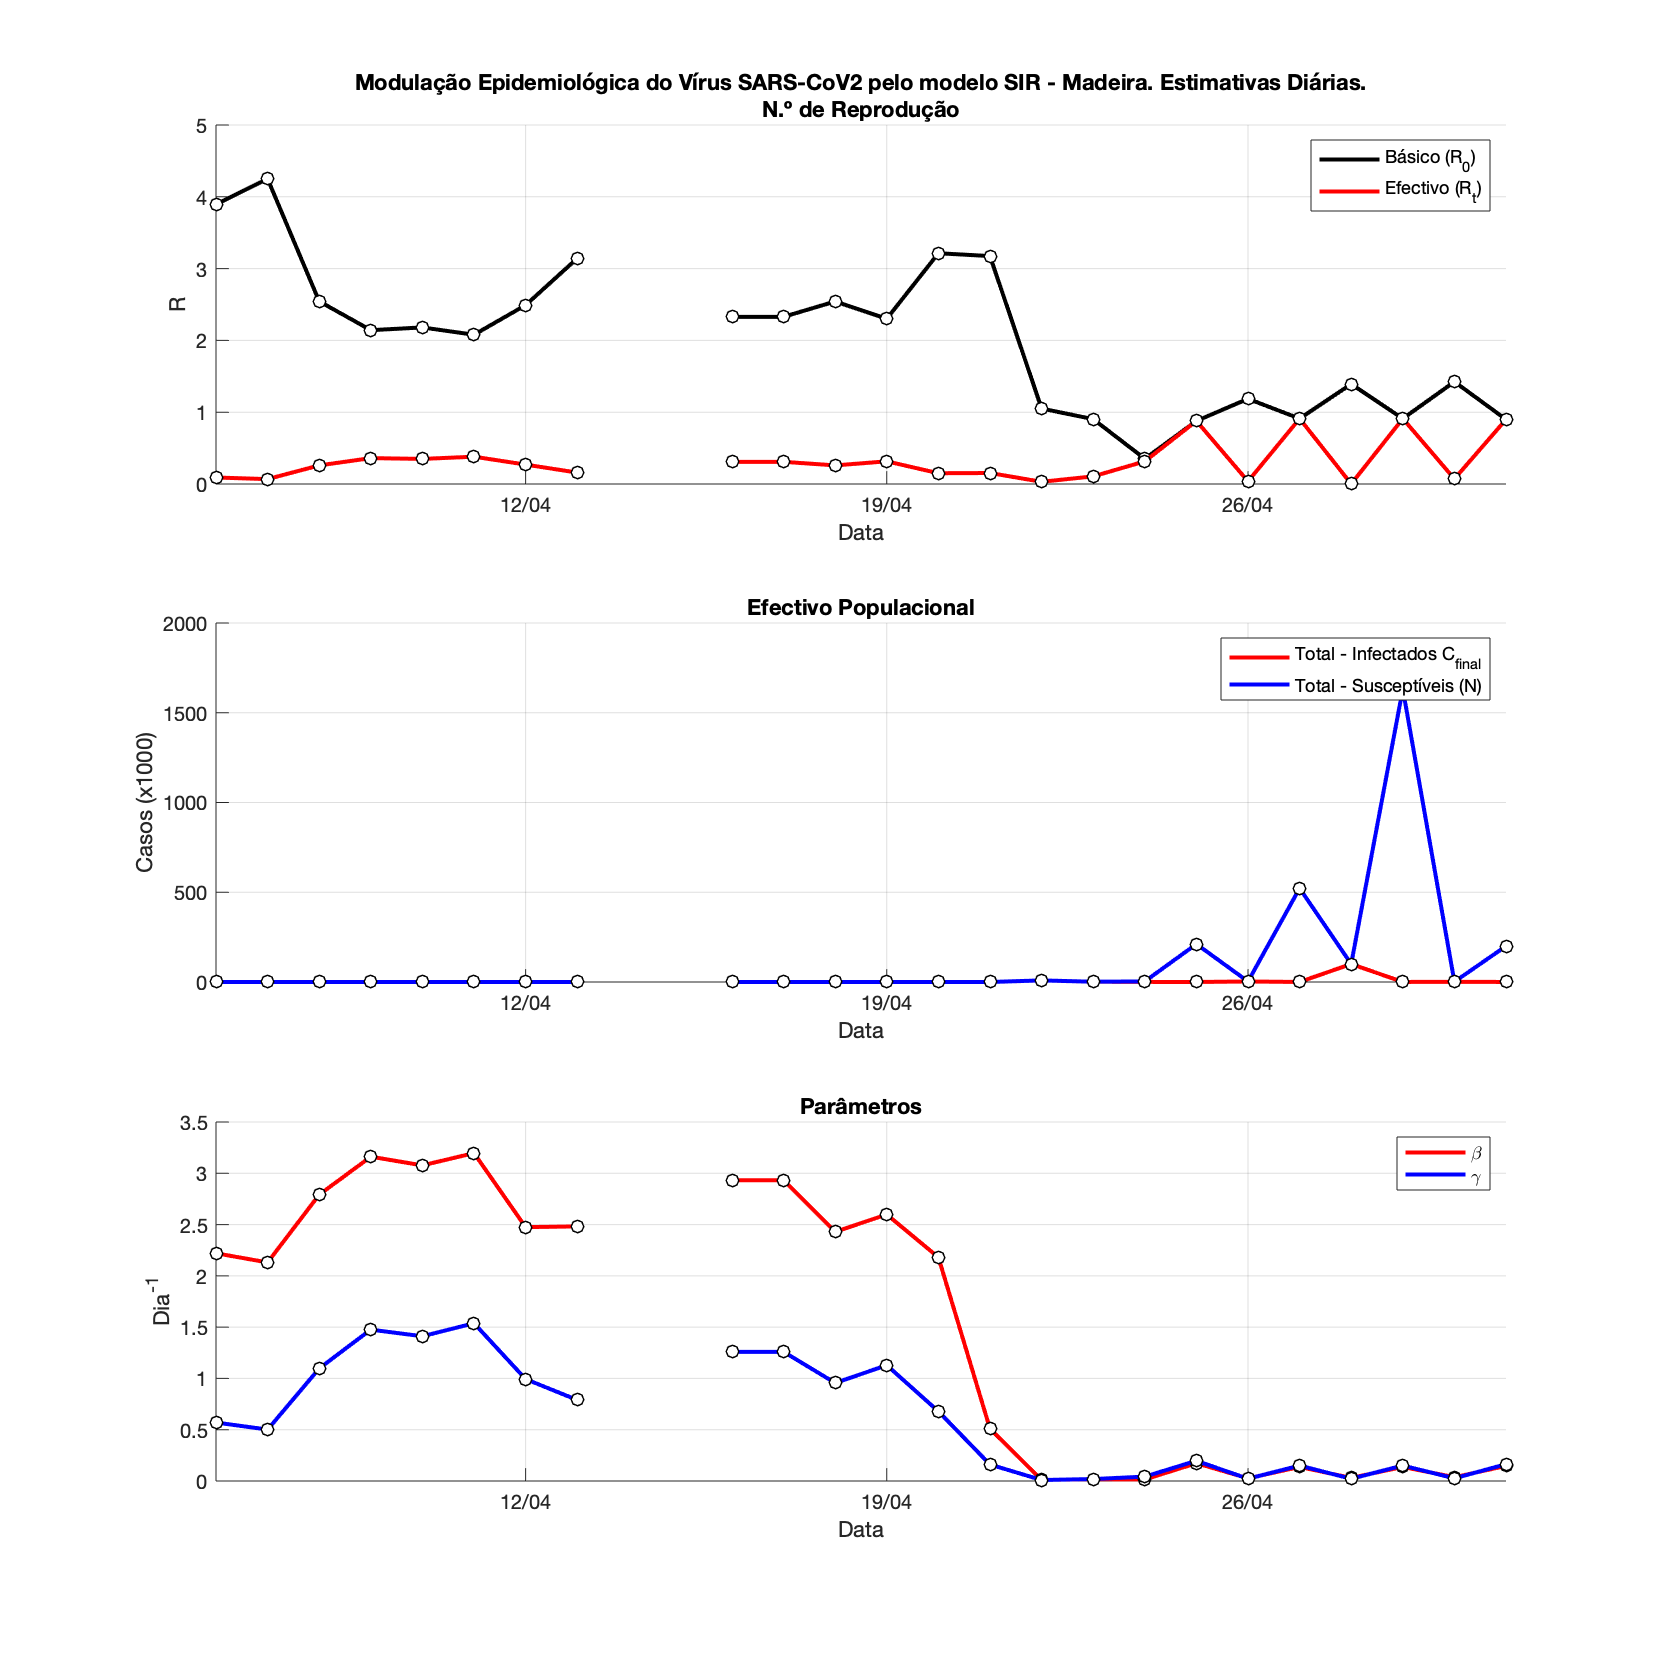 Modulação Epidemiológica do Vírus SARS-CoV2 pelo modelo SIR - Madeira. Estimativas Diárias.
N.º de Reprodução
5
4
3
2
1
0
R
Básico (R0)
Efectivo (Rt)
12/04
19/04
26/04
Data
Efectivo Populacional
2000
1500
1000
500
0
Casos (x1000)
Total - Infectados Cfinal
Total - Susceptíveis (N)
12/04
19/04
26/04
Data
Parâmetros
3.5
3
2.5
2
1.5
1
0.5
0
Dia-1
β
γ
12/04
19/04
26/04
Data